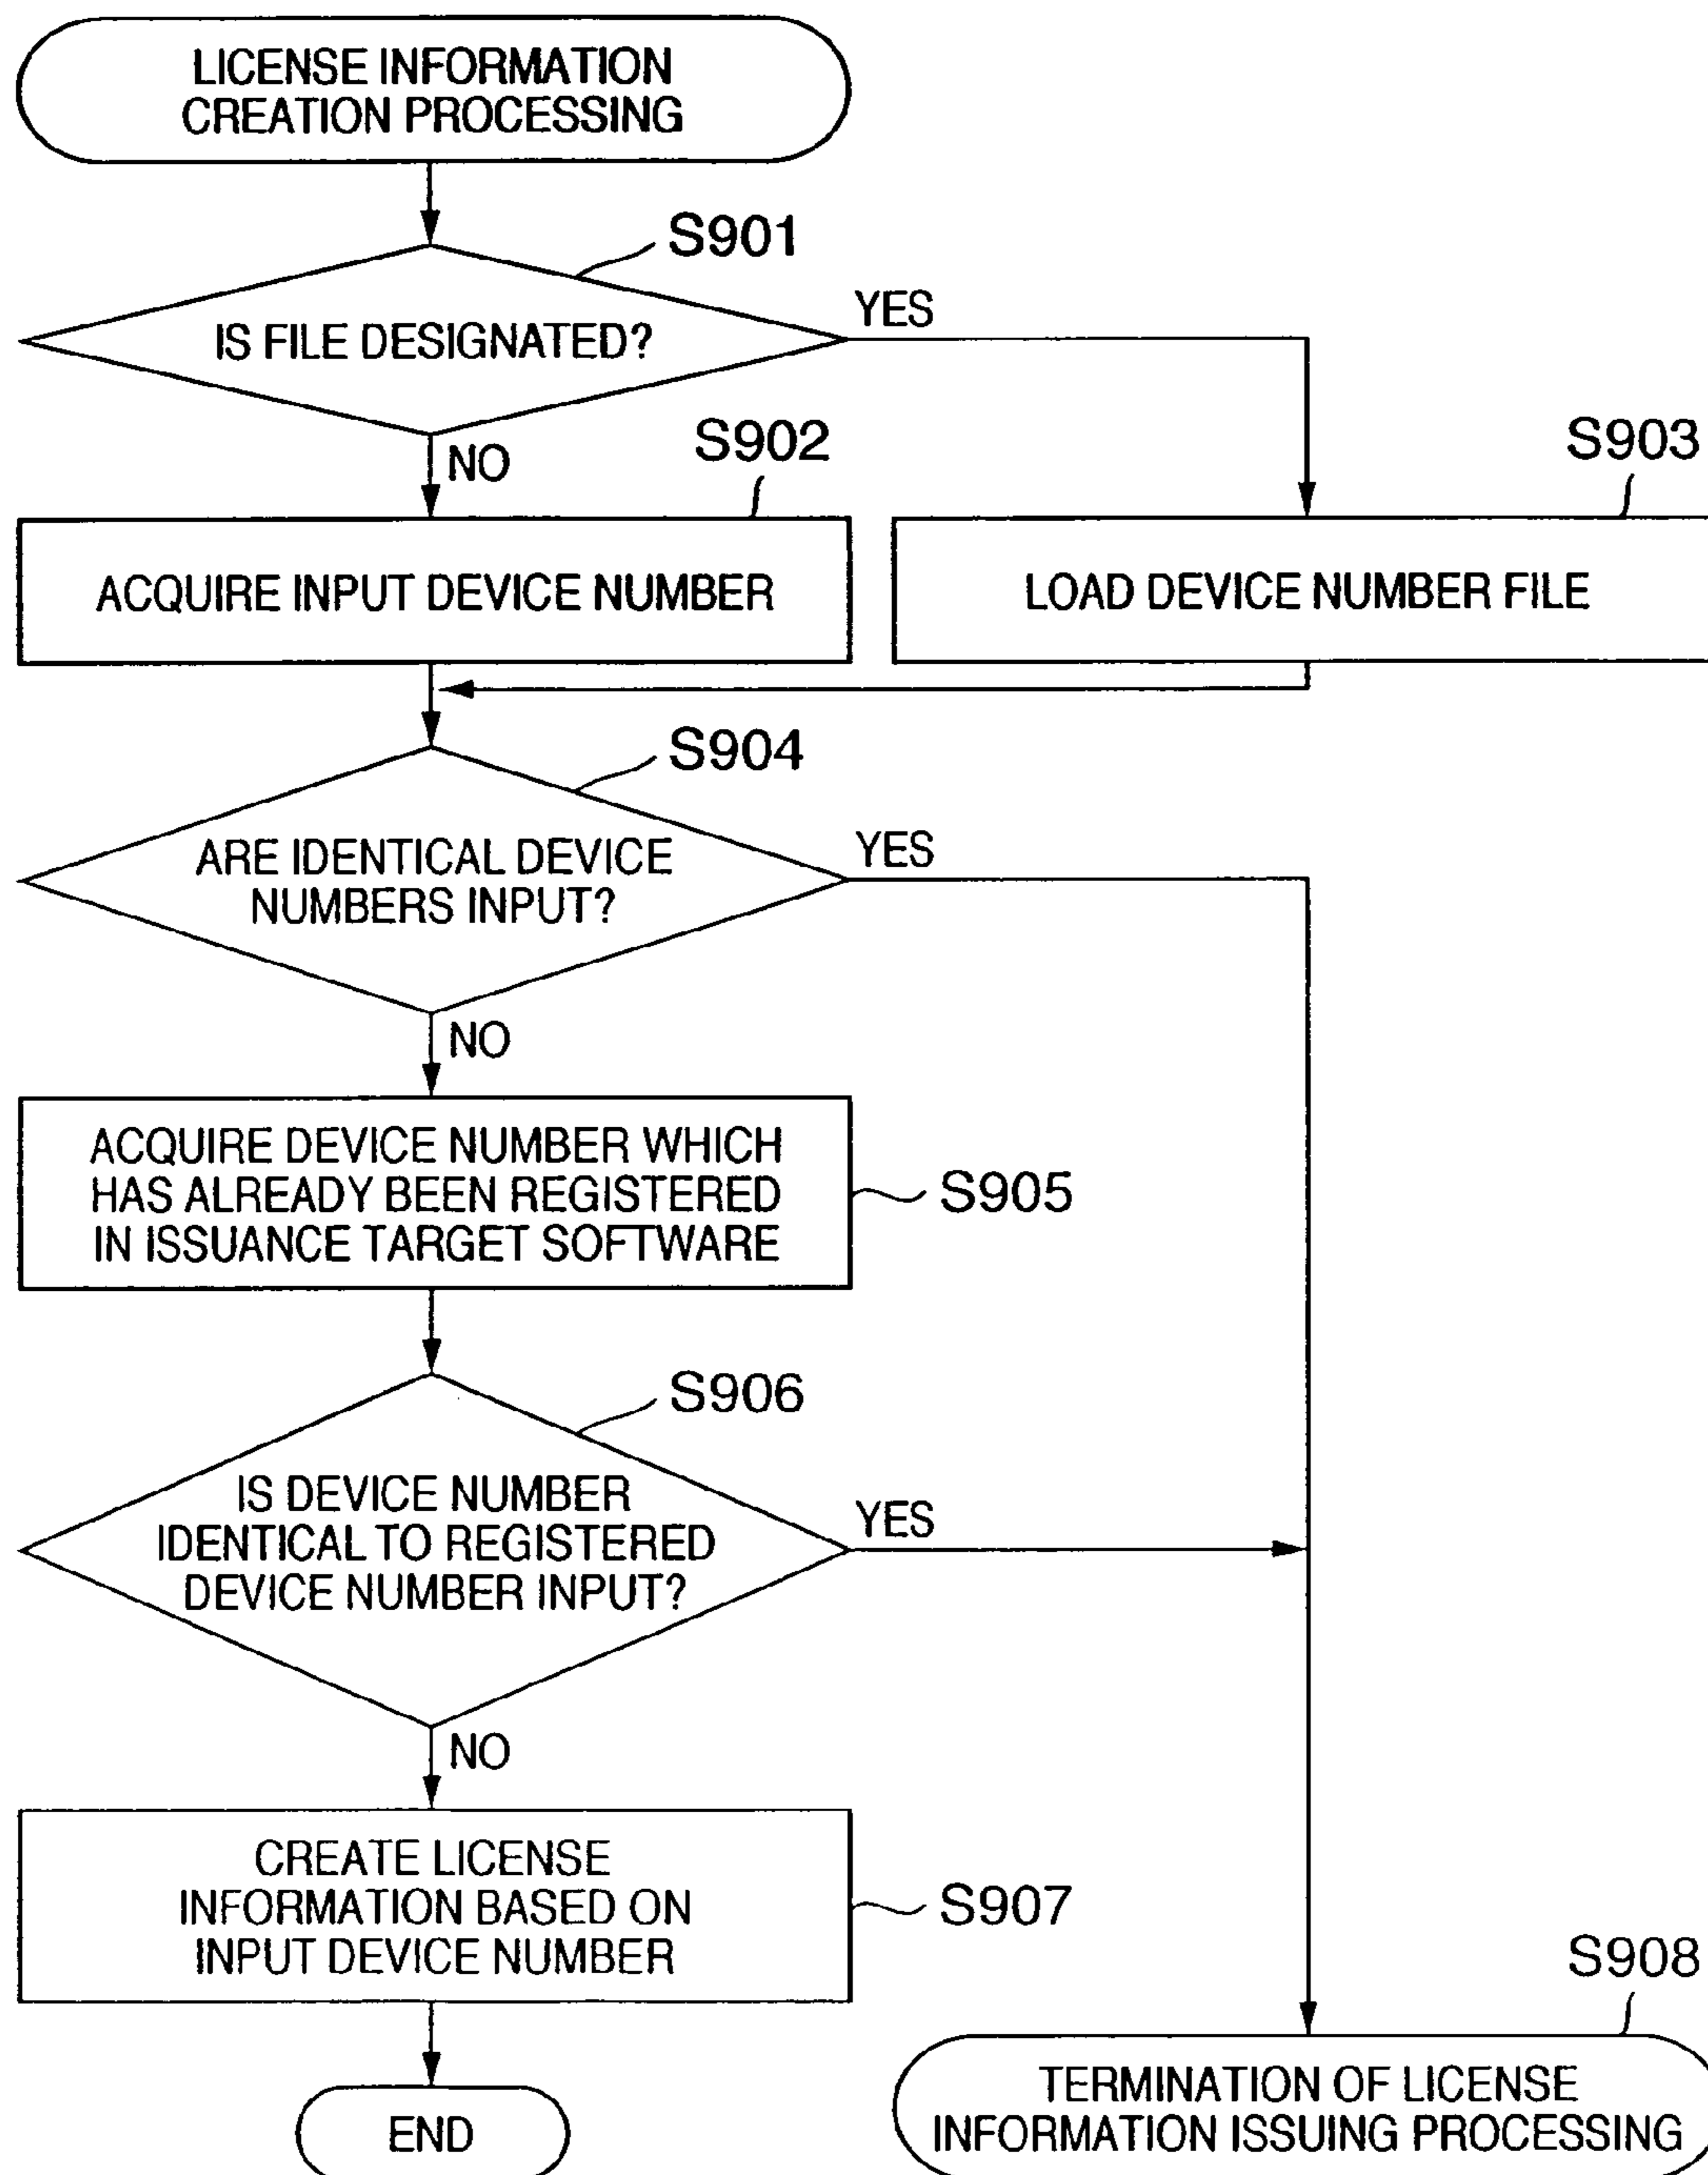 LICENSE INFORMATION
CREATION PROCESSING
S901
IS FILE DESIGNATED?
YES
NO
S902
S903
ACQUIRE INPUT DEVICE NUMBER
LOAD DEVICE NUMBER FILE
S904
ARE IDENTICAL DEVICE
NUMBERS INPUT?
YES
NO
ACQUIRE DEVICE NUMBER WHICH
HAS ALREADY BEEN REGISTERED
IN ISSUANCE TARGET SOFTWARE
S905
S906
IS DEVICE NUMBER
IDENTICAL TO REGISTERED
DEVICE NUMBER INPUT?
YES
NO
CREATE LICENSE
INFORMATION BASED ON
INPUT DEVICE NUMBER
S907
S908
TERMINATION OF LICENSE
INFORMATION ISSUING PROCESSING
END